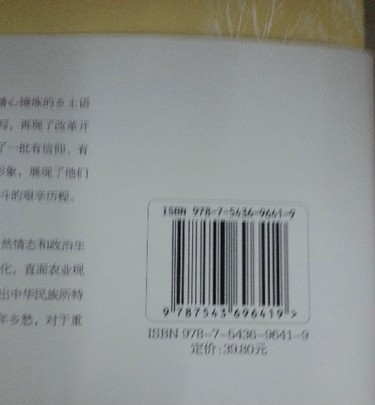 精心锤炼的乡土语
写，再现了改革开
了一批有信仰、有
形象，展现了他们
斗的艰辛历程。
然情态和政治生
化，直面农业现
出中华民族所特
年乡愁，对于重
ISBN 978-7-5436-9641-9
9 787543 696419 >
ISBN 978-7-5436-9641-9
定价：39.80元